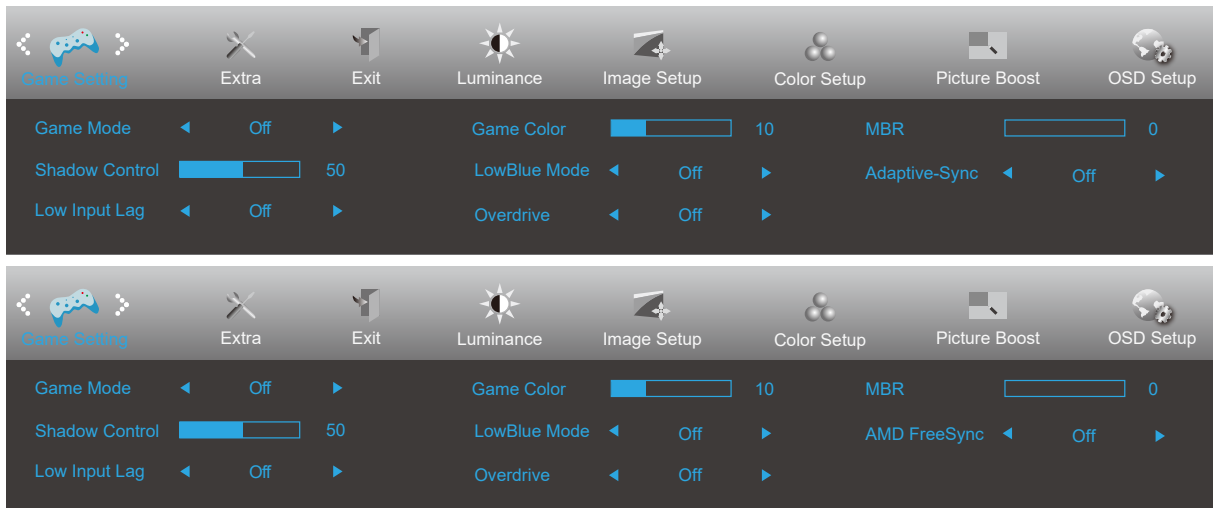 Game Setting Extra Exit Luminance Image Setup Color Setup Picture Boost OSD Setup
Game Mode Off Game Color 10 MBR 0
Shadow Control 50 LowBlue Mode Off Adaptive-Sync Off
Low Input Lag Off Overdrive Off
Game Setting Extra Exit Luminance Image Setup Color Setup Picture Boost OSD Setup
Game Mode Off Game Color 10 MBR 0
Shadow Control 50 LowBlue Mode Off AMD FreeSync Off
Low Input Lag Off Overdrive Off